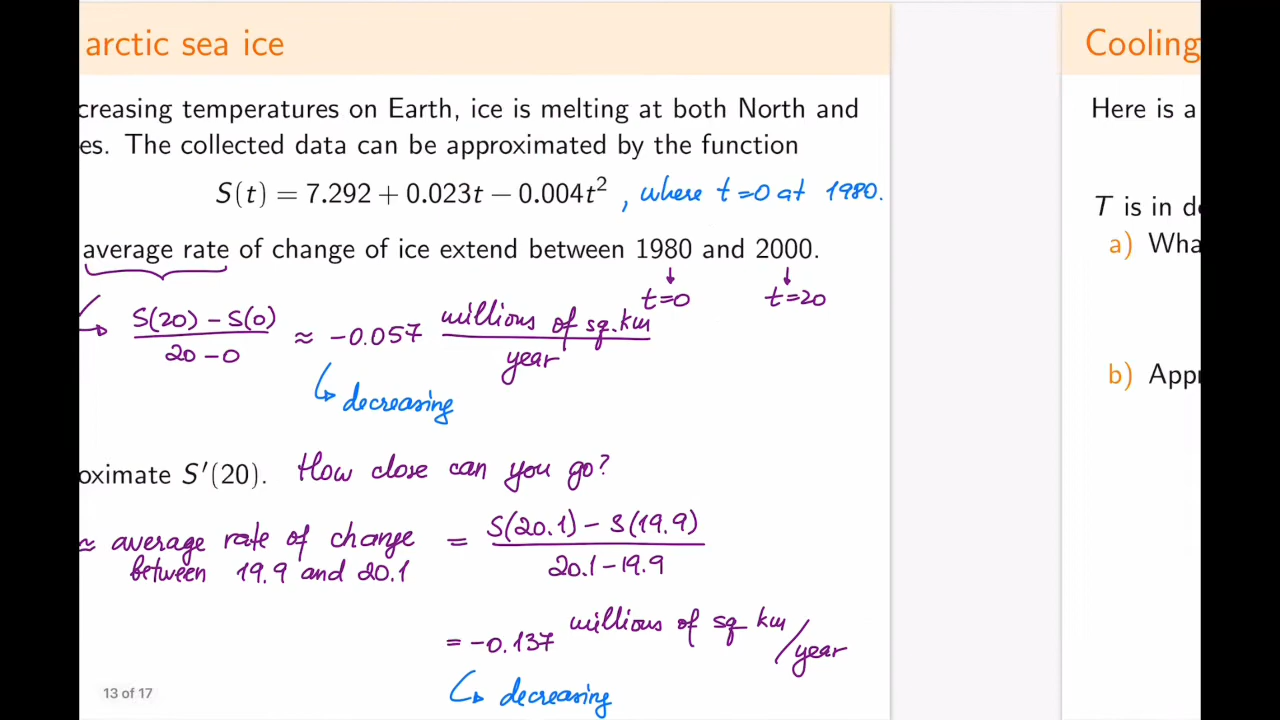 arctic sea ice
creasing temperatures on Earth, ice is melting at both North and
es. The collected data can be approximated by the function
S(t) = 7.292 + 0.023t − 0.004t² , where t=0 at 1980.
average rate of change of ice extend between 1980 and 2000.
t=0 t=20
S(20) − S(0) / 20 − 0 ≈ −0.057 millions of sq.km / year
decreasing
oximate S′(20). How close can you go?
≈ average rate of change = S(20.1) − S(19.9) / 20.1 − 19.9
between 19.9 and 20.1
= −0.137 millions of sq km / year
decreasing
13 of 17
Cooling
Here is a
T is in de
a) Wha
b) Appr